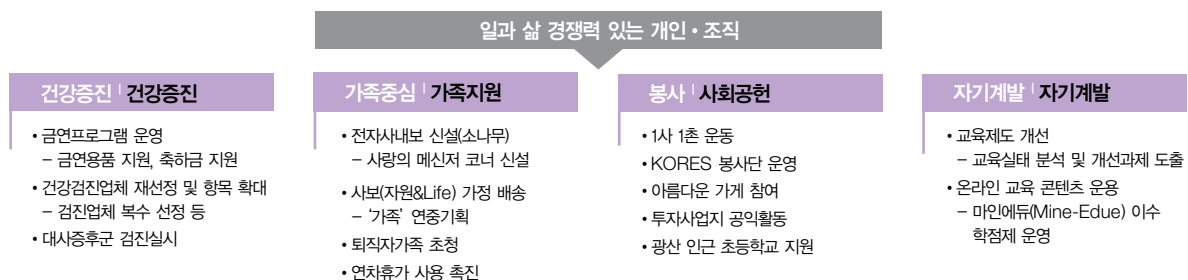 일과 삶 경쟁력 있는 개인 • 조직
건강증진 | 건강증진
• 금연프로그램 운영
– 금연용품 지원, 축하금 지원
• 건강검진업체 재선정 및 항목 확대
– 검진업체 복수 선정 등
• 대사증후군 검진실시
가족중심 | 가족지원
• 전자사내보 신설(소나무)
– 사랑의 메신저 코너 신설
• 사보(자원&Life) 가정 배송
– ‘가족’ 연중기획
• 퇴직자가족 초청
• 연차휴가 사용 촉진
봉사 | 사회공헌
• 1사 1촌 운동
• KORES 봉사단 운영
• 아름다운 가게 참여
• 투자사업지 공익활동
• 광산 인근 초등학교 지원
자기계발 | 자기계발
• 교육제도 개선
– 교육실태 분석 및 개선과제 도출
• 온라인 교육 콘텐츠 운용
– 마인에듀(Mine-Edue) 이수
학점제 운영